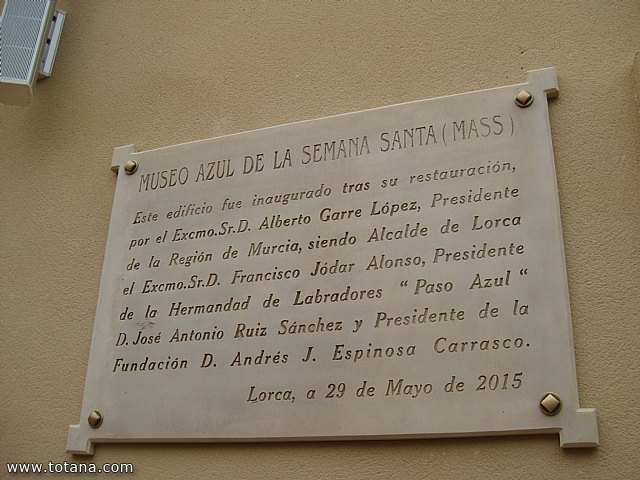 MUSEO AZUL DE LA SEMANA SANTA (MASS)
Este edificio fue inaugurado tras su restauración,
por el Excmo.Sr.D. Alberto Garre López, Presidente
de la Región de Murcia, siendo Alcalde de Lorca
el Excmo.Sr.D. Francisco Jódar Alonso, Presidente
de la Hermandad de Labradores “ Paso Azul “
D. José Antonio Ruiz Sánchez y Presidente de la
Fundación D. Andrés J. Espinosa Carrasco.
Lorca, a 29 de Mayo de 2015
www.totana.com